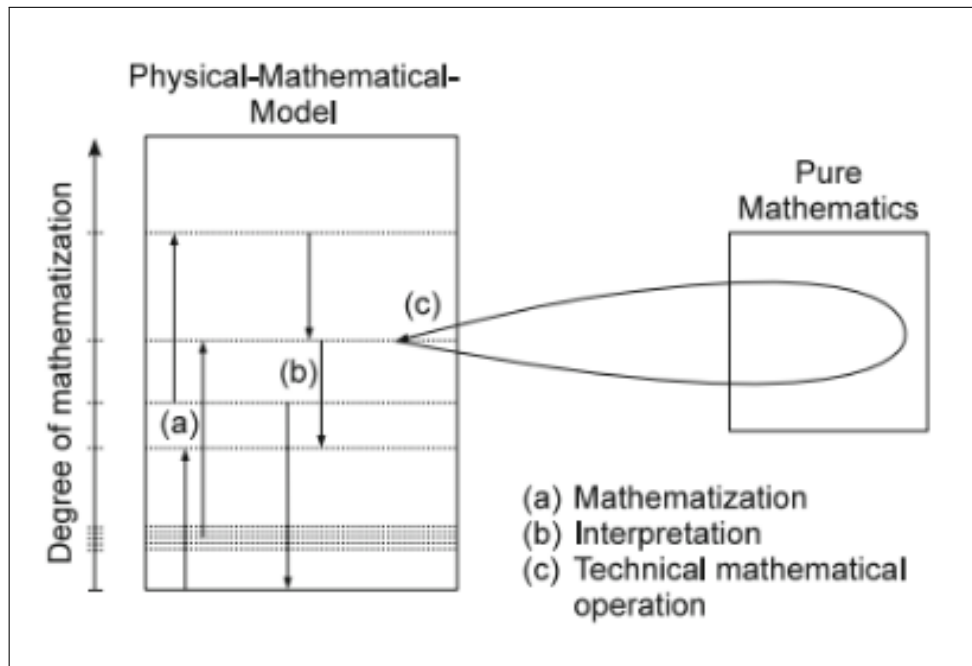 Physical-Mathematical-
Model
Degree of mathematization
Pure
Mathematics
(c)
(b)
(a)
(a) Mathematization
(b) Interpretation
(c) Technical mathematical
operation